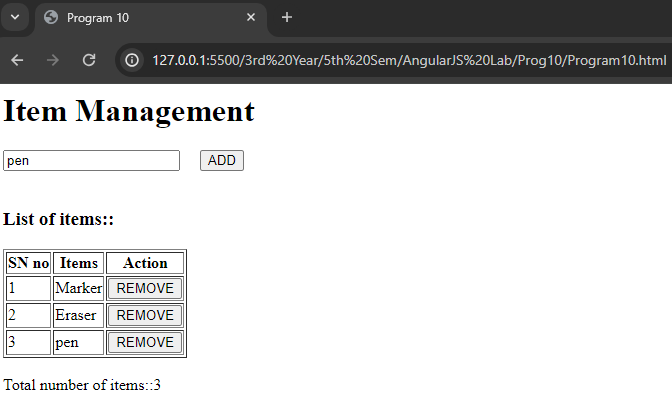 Program 10
127.0.0.1:5500/3rd%20Year/5th%20Sem/AngularJS%20Lab/Prog10/Program10.html
Item Management
pen ADD
List of items::
SN no Items Action
1 Marker REMOVE
2 Eraser REMOVE
3 pen REMOVE
Total number of items::3